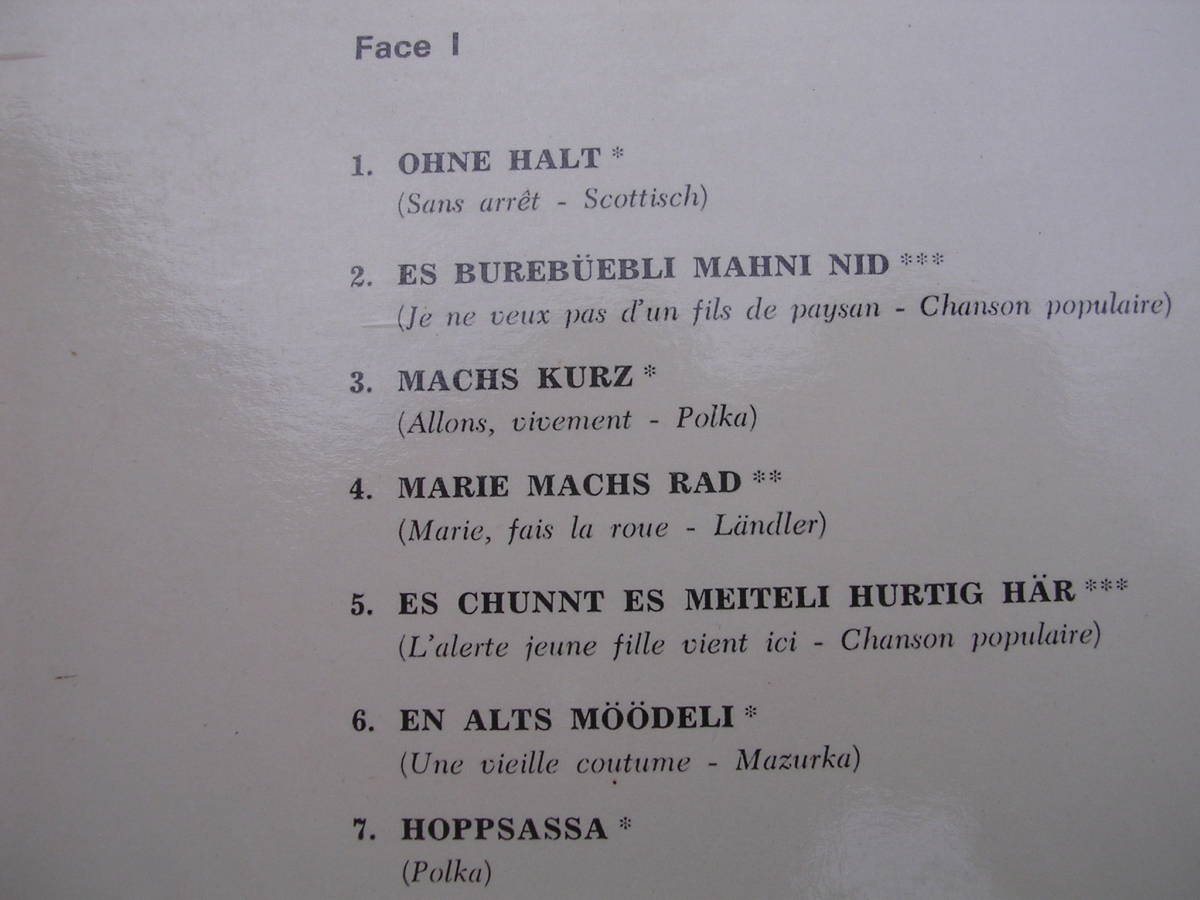 Face I
1. OHNE HALT *
(Sans arrêt - Scottisch)
2. ES BUREBÜEBLI MAHNI NID ***
(Je ne veux pas d'un fils de paysan - Chanson populaire)
3. MACHS KURZ *
(Allons, vivement - Polka)
4. MARIE MACHS RAD **
(Marie, fais la roue - Ländler)
5. ES CHUNNT ES MEITELI HURTIG HÄR ***
(L'alerte jeune fille vient ici - Chanson populaire)
6. EN ALTS MÖÖDELI *
(Une vieille coutume - Mazurka)
7. HOPPSASSA *
(Polka)